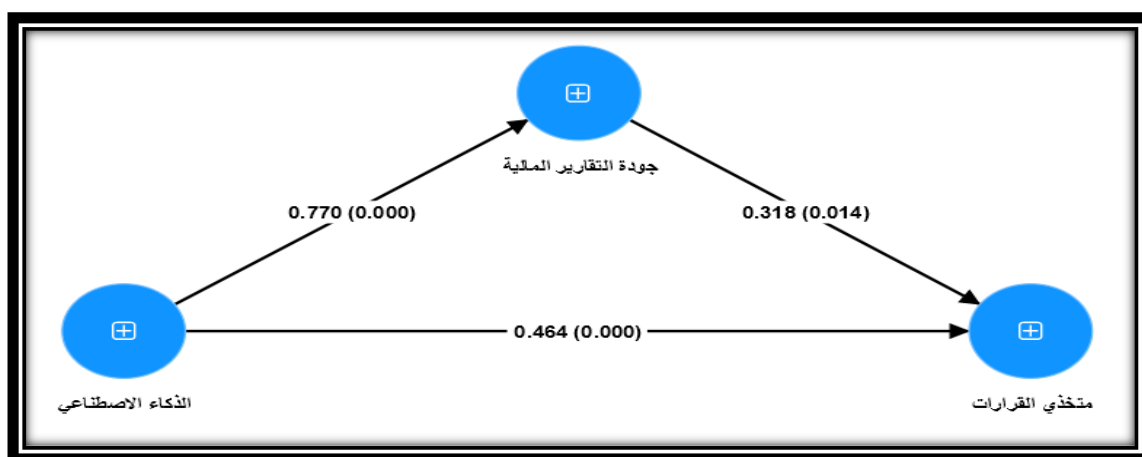 جودة التقارير المالية
0.770 (0.000)
0.318 (0.014)
0.464 (0.000)
الذكاء الاصطناعي
متخذي القرارات